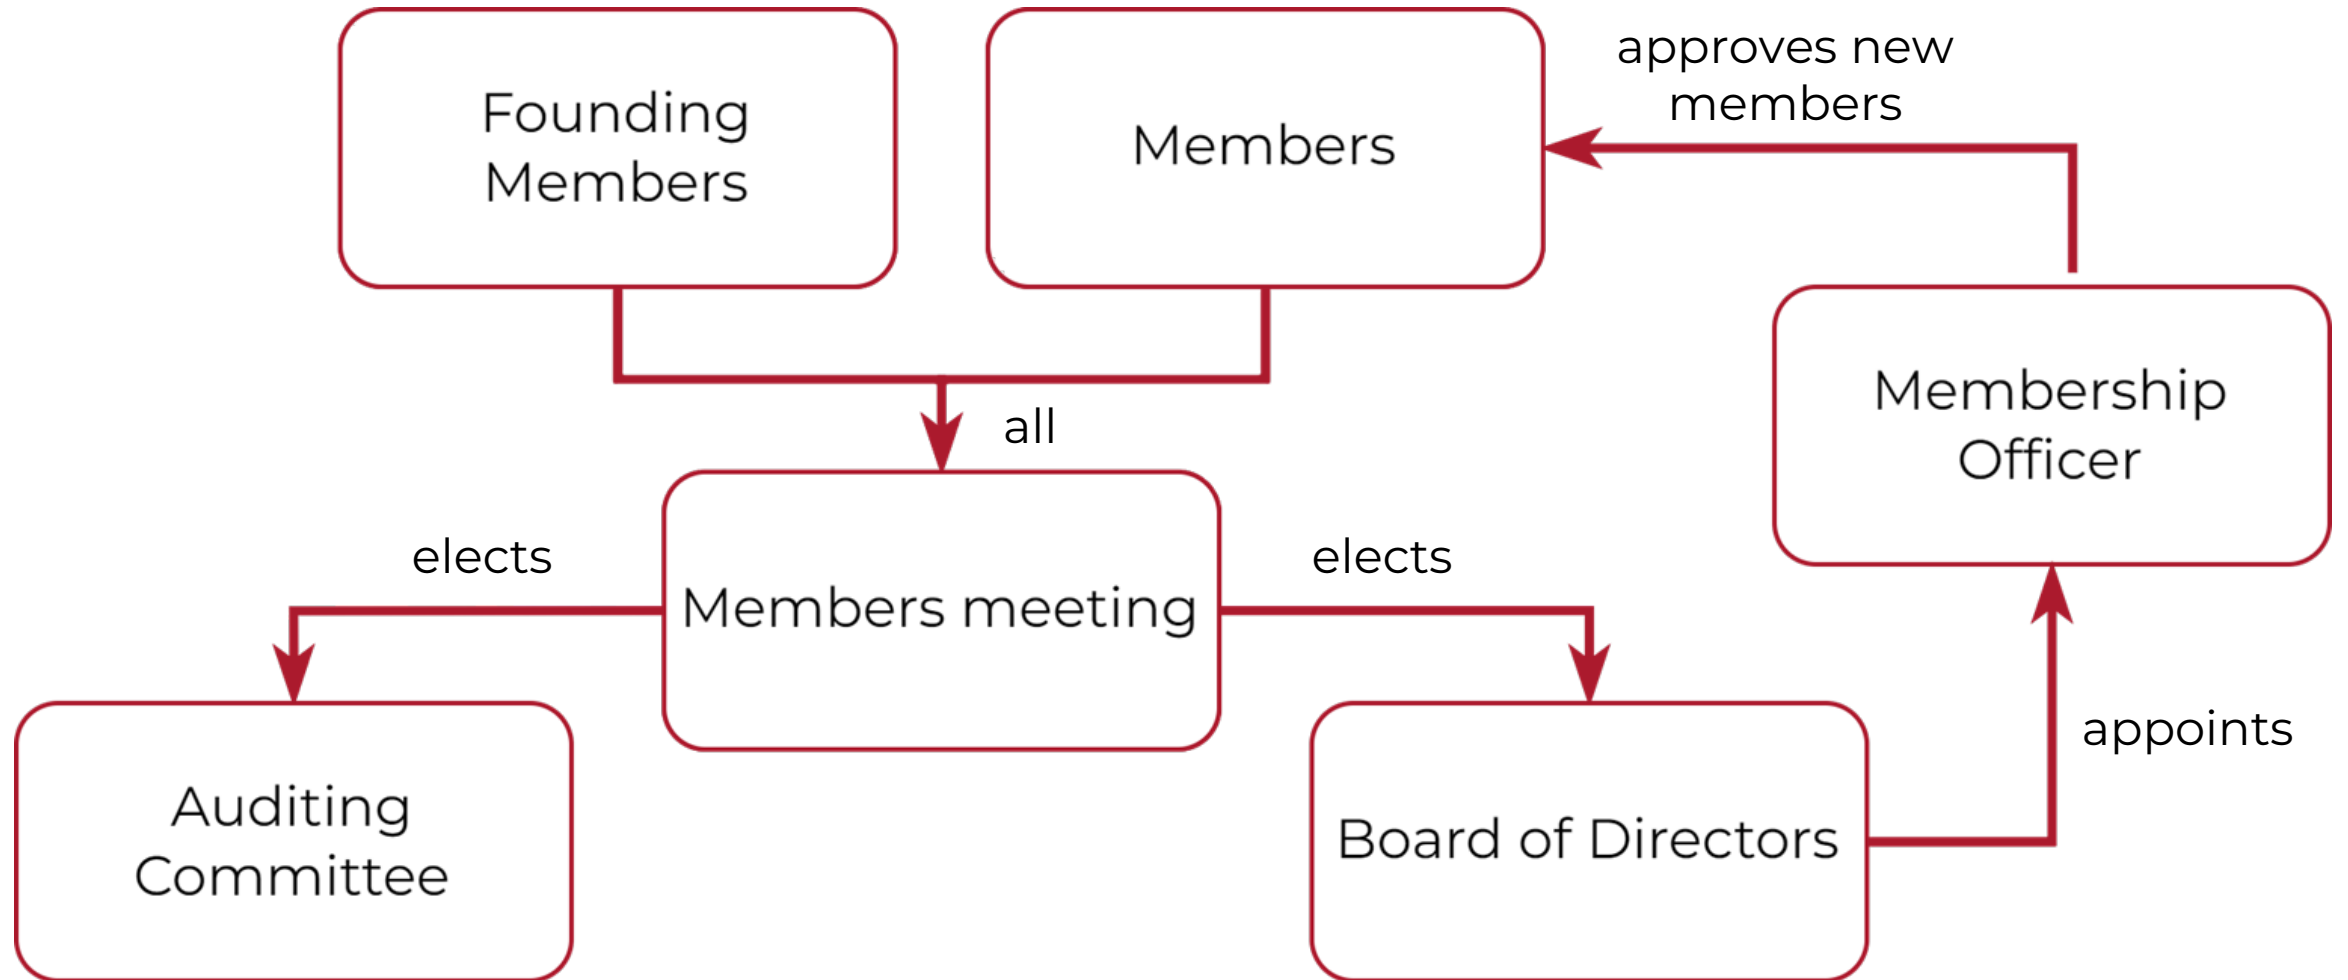 Founding
Members
Members
approves new
members
Membership
Officer
all
elects
Members meeting
elects
Auditing
Committee
Board of Directors
appoints